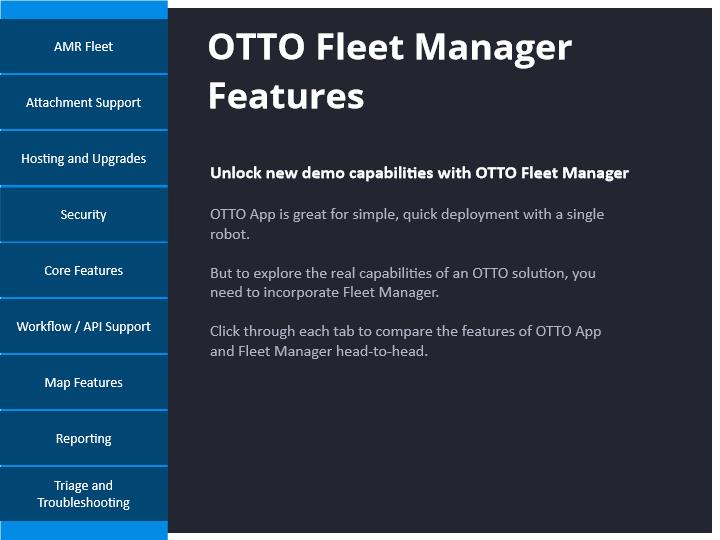 AMR Fleet
Attachment Support
Hosting and Upgrades
Security
Core Features
Workflow / API Support
Map Features
Reporting
Triage and
Troubleshooting
OTTO Fleet Manager
Features
Unlock new demo capabilities with OTTO Fleet Manager
OTTO App is great for simple, quick deployment with a single
robot.
But to explore the real capabilities of an OTTO solution, you
need to incorporate Fleet Manager.
Click through each tab to compare the features of OTTO App
and Fleet Manager head-to-head.